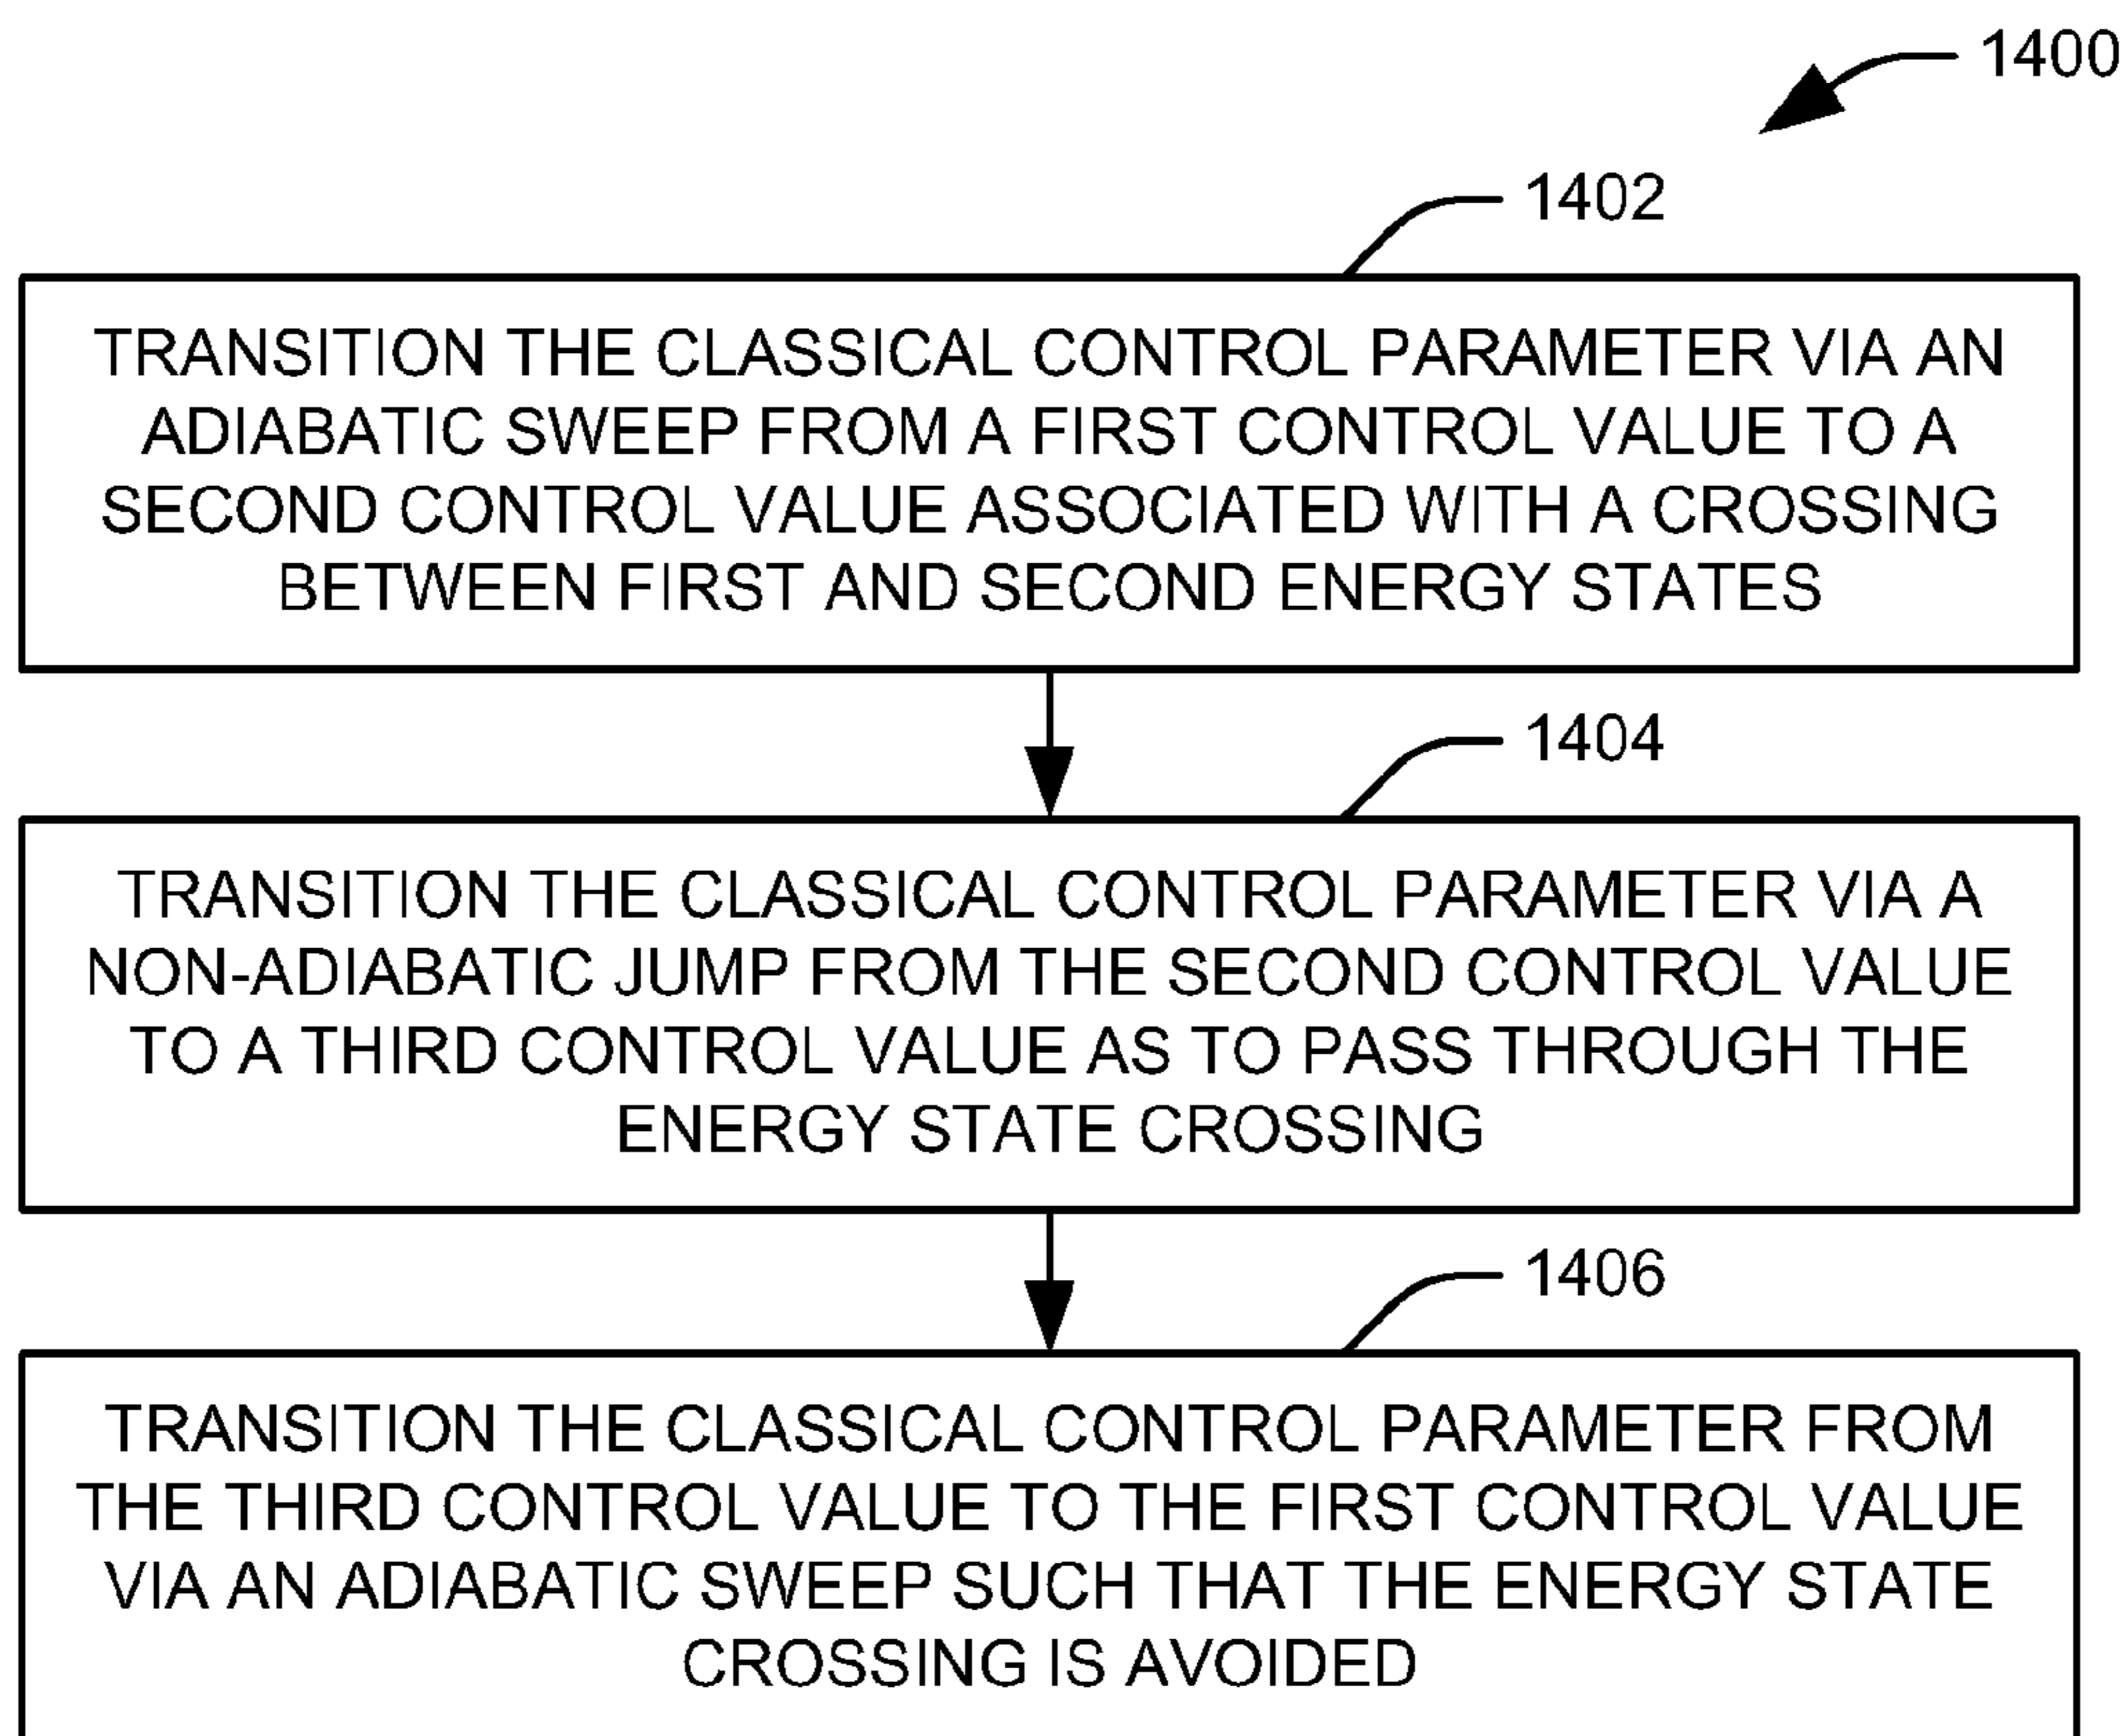 1400
1402
TRANSITION THE CLASSICAL CONTROL PARAMETER VIA AN
ADIABATIC SWEEP FROM A FIRST CONTROL VALUE TO A
SECOND CONTROL VALUE ASSOCIATED WITH A CROSSING
BETWEEN FIRST AND SECOND ENERGY STATES
1404
TRANSITION THE CLASSICAL CONTROL PARAMETER VIA A
NON-ADIABATIC JUMP FROM THE SECOND CONTROL VALUE
TO A THIRD CONTROL VALUE AS TO PASS THROUGH THE
ENERGY STATE CROSSING
1406
TRANSITION THE CLASSICAL CONTROL PARAMETER FROM
THE THIRD CONTROL VALUE TO THE FIRST CONTROL VALUE
VIA AN ADIABATIC SWEEP SUCH THAT THE ENERGY STATE
CROSSING IS AVOIDED